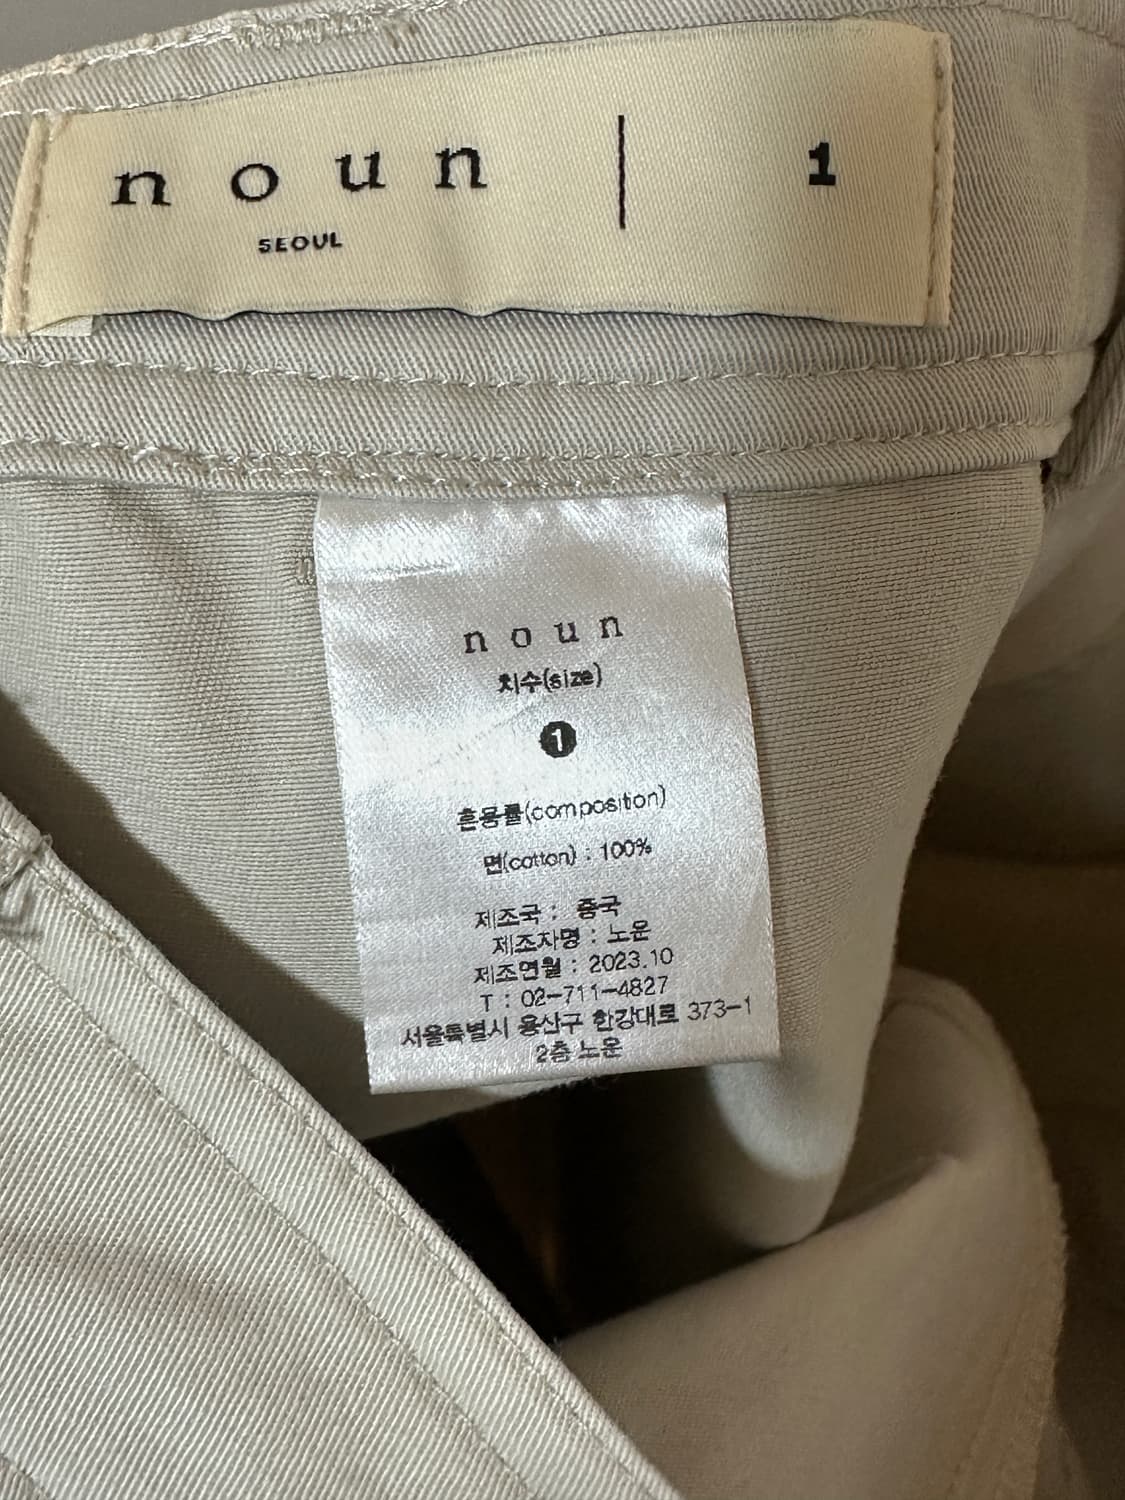 noun | 1
SEOUL
noun
치수(size)
1
혼용률(composition)
면(cotton) : 100%
제조국 : 중국
제조자명 : 노운
제조연월 : 2023.10
T : 02-711-4827
서울특별시 용산구 한강대로 373-1
2층 노운